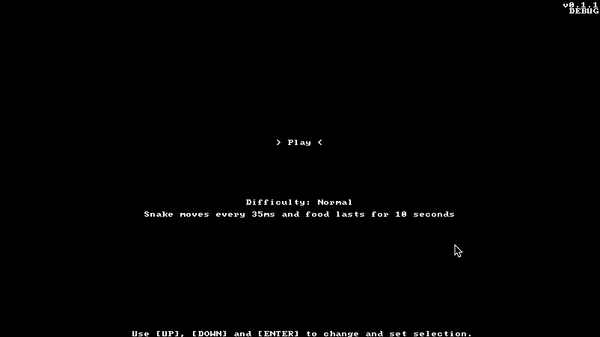 v0.1.1
DEBUG
> Play <
Difficulty: Normal
Snake moves every 35ms and food lasts for 10 seconds
Use [UP], [DOWN] and [ENTER] to change and set selection.